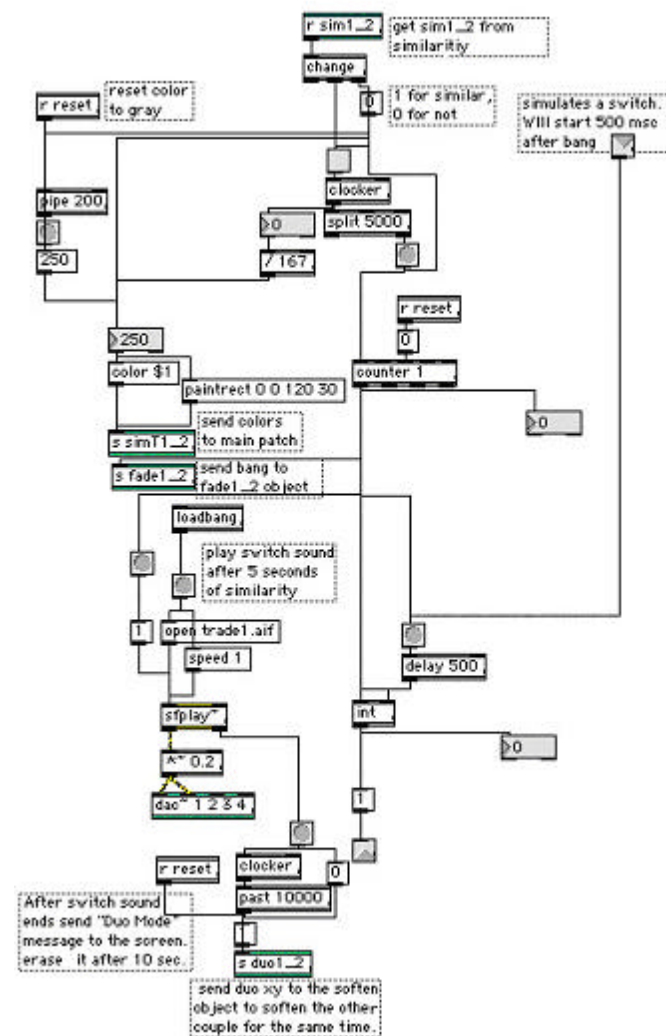 r sim1_2
get sim1_2 from
similaritiy
change
r reset
reset color
to gray
0
1 for similar,
0 for not
simulates a switch.
WIll start 500 msc
after bang
clocker
pipe 200
0
split 5000
250
/ 167
r reset
0
250
color $1
counter 1
paintrect 0 0 120 30
0
s simT1_2
send colors
to main patch
s fade1_2
send bang to
fade1_2 object
loadbang
play switch sound
after 5 seconds
of similarity
1
open trade1.aif
speed 1
delay 500
sfplay~
int
0
*~ 0.2
1
dac~ 1 2 3 4
r reset
clocker
0
past 10000
After switch sound
ends send "Duo Mode"
message to the screen.
erase it after 10 sec.
s duo1_2
send duo xy to the soften
object to soften the other
couple for the same time.